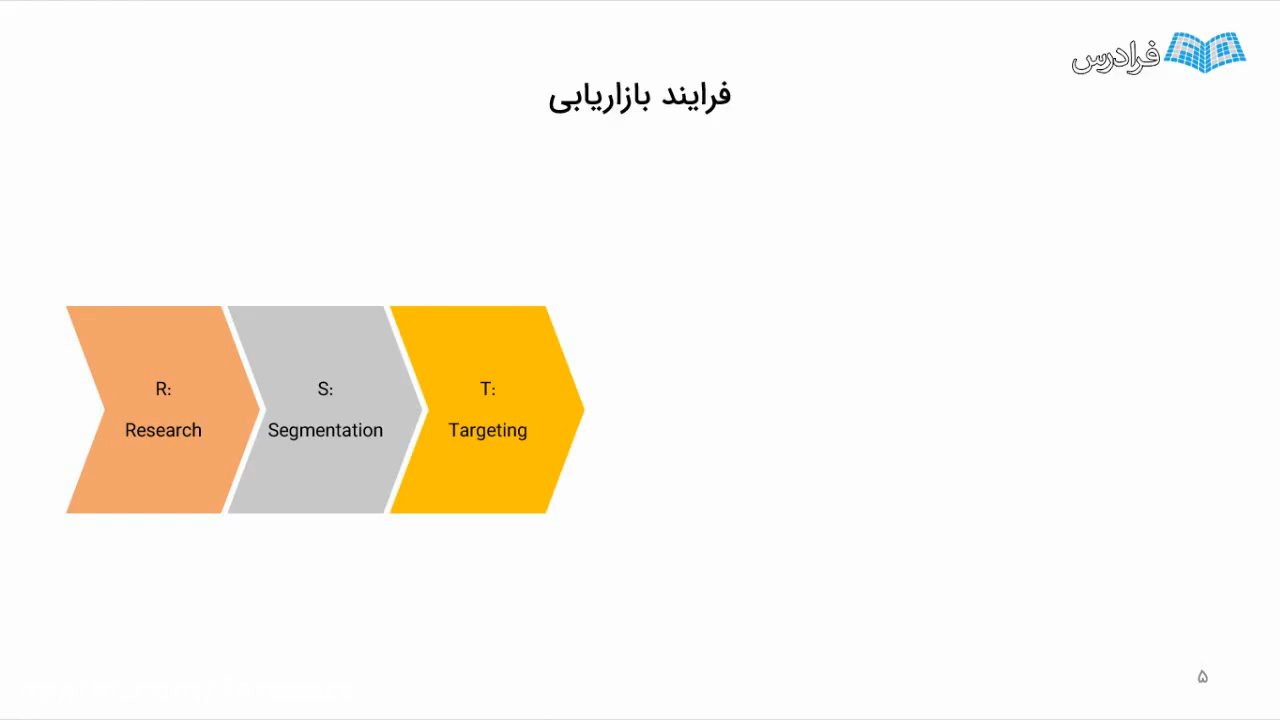 فرادرس
فرایند بازاریابی
R:
Research
S:
Segmentation
T:
Targeting
۵